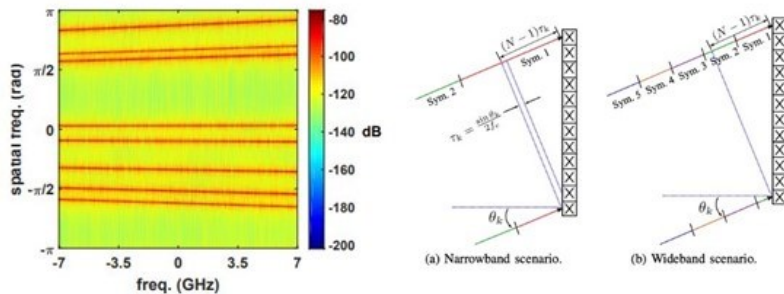 π
π/2
0
-π/2
-π
spatial freq. (rad)
-7
-3.5
0
3.5
7
freq. (GHz)
-80
-100
-120
-140
-160
-180
-200
dB
(N − 1)τk
Sym. 1
Sym. 2
τk = sin θk / 2fc
θk
(a) Narrowband scenario.
(N − 1)τk
Sym. 1
Sym. 2
Sym. 3
Sym. 4
Sym. 5
θk
(b) Wideband scenario.